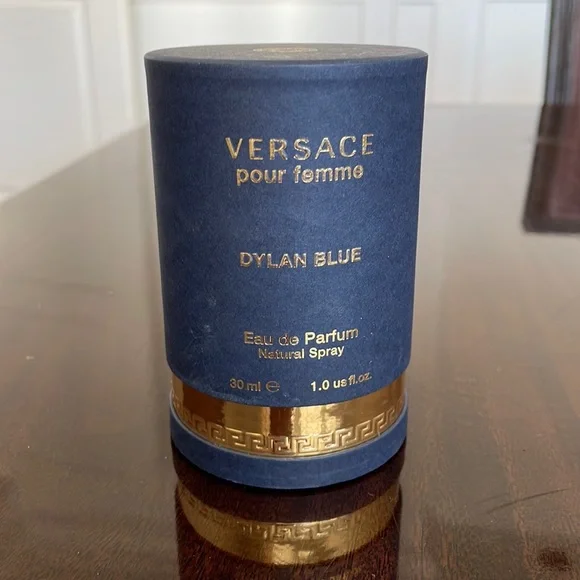 VERSACE
pour femme
DYLAN BLUE
Eau de Parfum
Natural Spray
30 ml ℮ 1.0 us fl.oz.